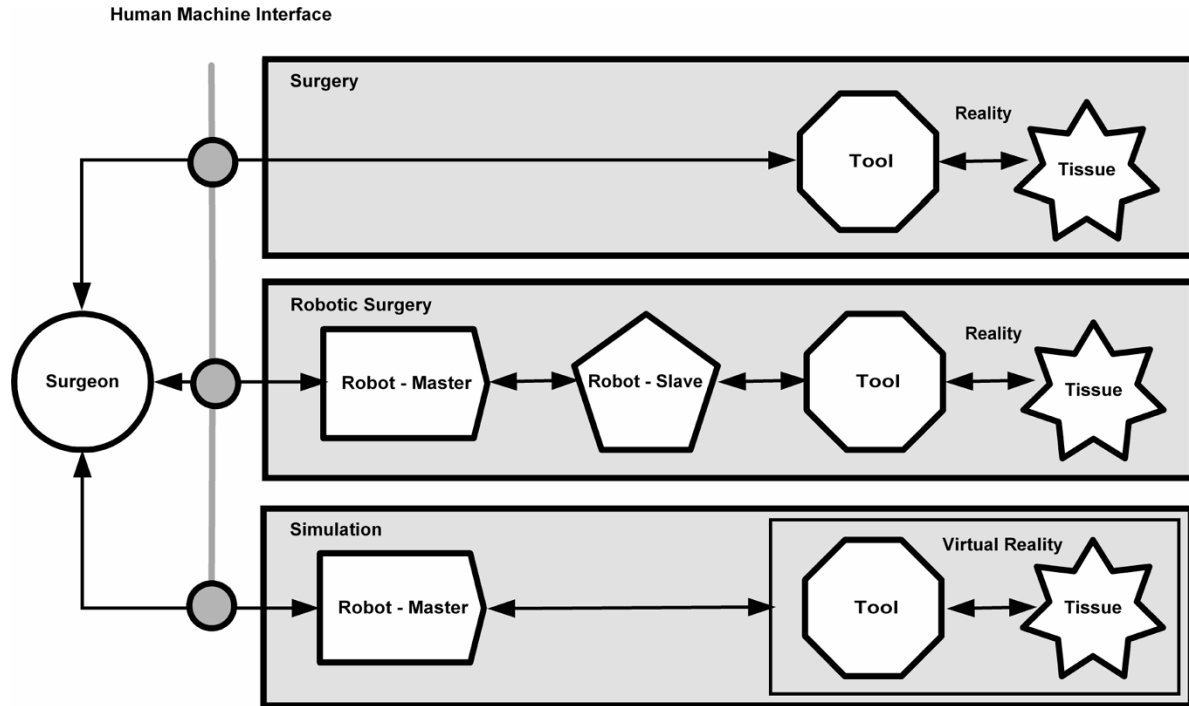 Human Machine Interface
Surgery
Reality
Tool
Tissue
Surgeon
Robotic Surgery
Reality
Robot - Master
Robot - Slave
Tool
Tissue
Simulation
Virtual Reality
Robot - Master
Tool
Tissue